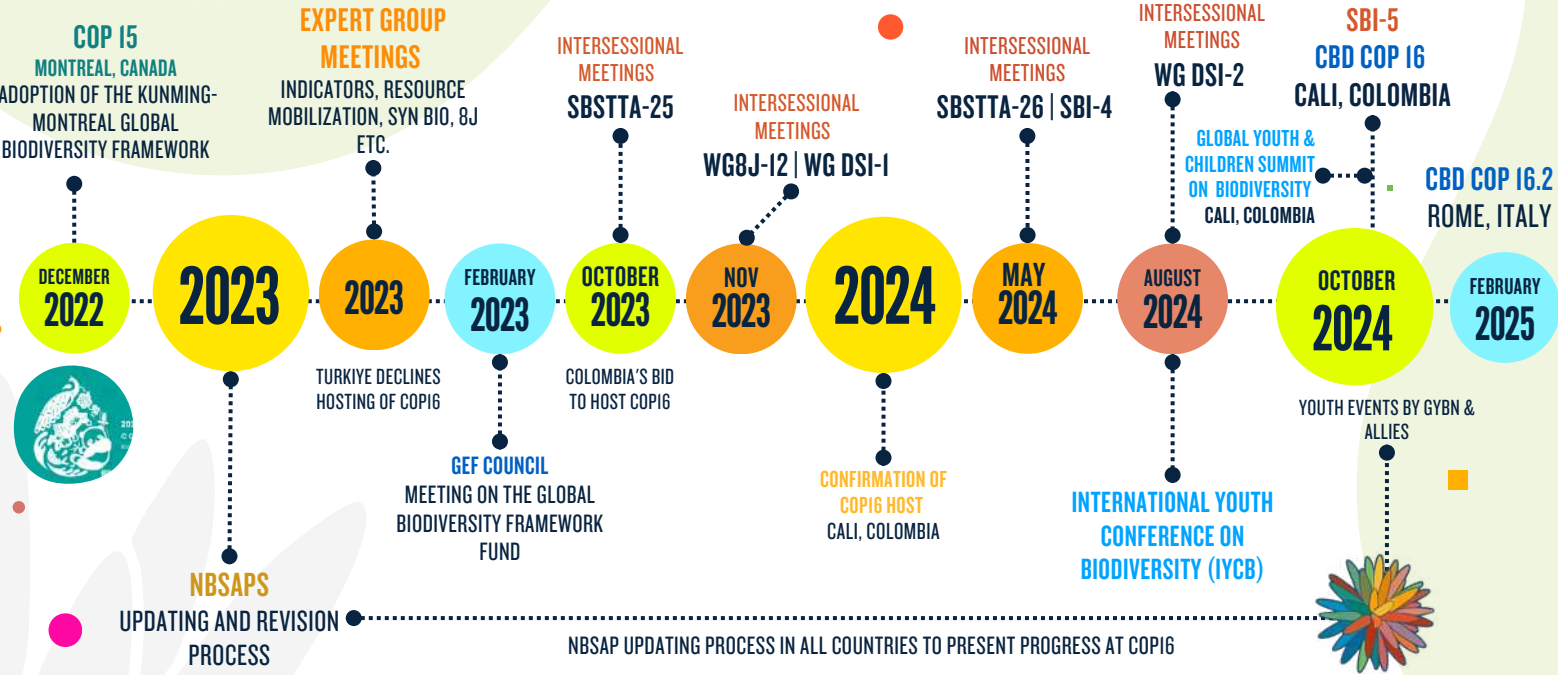 COP 15
MONTREAL, CANADA
ADOPTION OF THE KUNMING-
MONTREAL GLOBAL
BIODIVERSITY FRAMEWORK
EXPERT GROUP
MEETINGS
INDICATORS, RESOURCE
MOBILIZATION, SYN BIO, 8J
ETC.
INTERSESSIONAL
MEETINGS
SBSTTA-25
INTERSESSIONAL
MEETINGS
WG8J-12 | WG DSI-1
INTERSESSIONAL
MEETINGS
SBSTTA-26 | SBI-4
INTERSESSIONAL
MEETINGS
WG DSI-2
SBI-5
CBD COP 16
CALI, COLOMBIA
GLOBAL YOUTH &
CHILDREN SUMMIT
ON BIODIVERSITY
CALI, COLOMBIA
CBD COP 16.2
ROME, ITALY
DECEMBER
2022
2023
2023
FEBRUARY
2023
OCTOBER
2023
NOV
2023
2024
MAY
2024
AUGUST
2024
OCTOBER
2024
FEBRUARY
2025
TURKIYE DECLINES
HOSTING OF COP16
COLOMBIA'S BID
TO HOST COP16
YOUTH EVENTS BY GYBN &
ALLIES
GEF COUNCIL
MEETING ON THE GLOBAL
BIODIVERSITY FRAMEWORK
FUND
CONFIRMATION OF
COP16 HOST
CALI, COLOMBIA
INTERNATIONAL YOUTH
CONFERENCE ON
BIODIVERSITY (IYCB)
NBSAPS
UPDATING AND REVISION
PROCESS
NBSAP UPDATING PROCESS IN ALL COUNTRIES TO PRESENT PROGRESS AT COP16